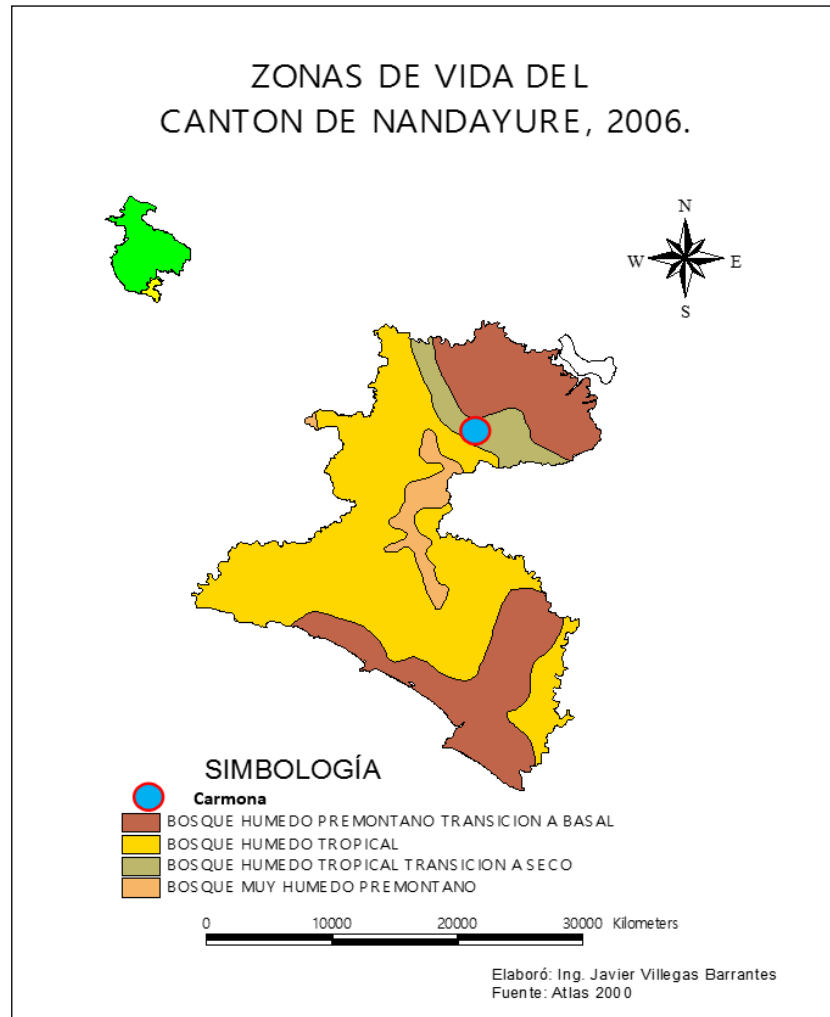 ZONAS DE VIDA DEL
CANTON DE NANDAYURE, 2006.
N
W E
S
SIMBOLOGÍA
Carmona
BOSQUE HUMEDO PREMONTANO TRANSICION A BASAL
BOSQUE HUMEDO TROPICAL
BOSQUE HUMEDO TROPICAL TRANSICION A SECO
BOSQUE MUY HUMEDO PREMONTANO
0 10000 20000 30000 Kilometers
Elaboró: Ing. Javier Villegas Barrantes
Fuente: Atlas 2000